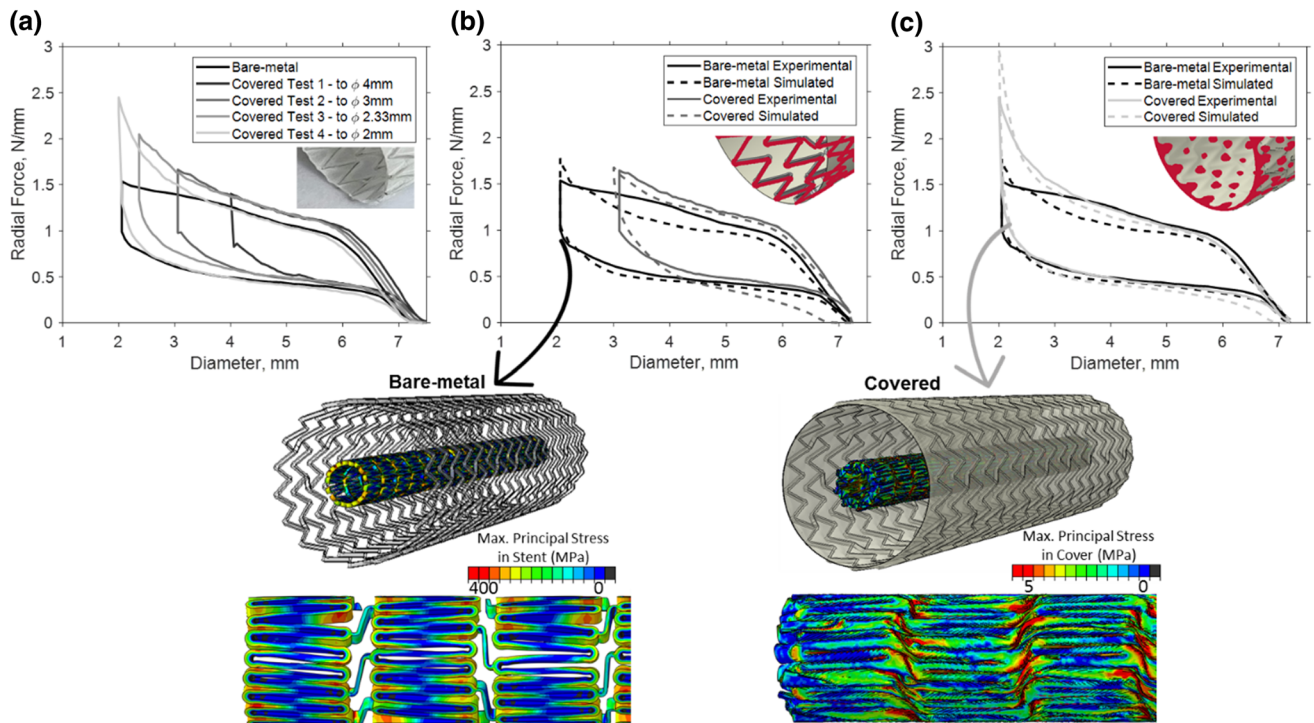 (a)
3
2.5
2
1.5
1
0.5
0
Radial Force, N/mm
Bare-metal
Covered Test 1 - to ϕ 4mm
Covered Test 2 - to ϕ 3mm
Covered Test 3 - to ϕ 2.33mm
Covered Test 4 - to ϕ 2mm
1 2 3 4 5 6 7
Diameter, mm
(b)
3
2.5
2
1.5
1
0.5
0
Radial Force, N/mm
Bare-metal Experimental
Bare-metal Simulated
Covered Experimental
Covered Simulated
1 2 3 4 5 6 7
Diameter, mm
(c)
3
2.5
2
1.5
1
0.5
0
Radial Force, N/mm
Bare-metal Experimental
Bare-metal Simulated
Covered Experimental
Covered Simulated
1 2 3 4 5 6 7
Diameter, mm
Bare-metal
Max. Principal Stress
in Stent (MPa)
400 0
Covered
Max. Principal Stress
in Cover (MPa)
5 0